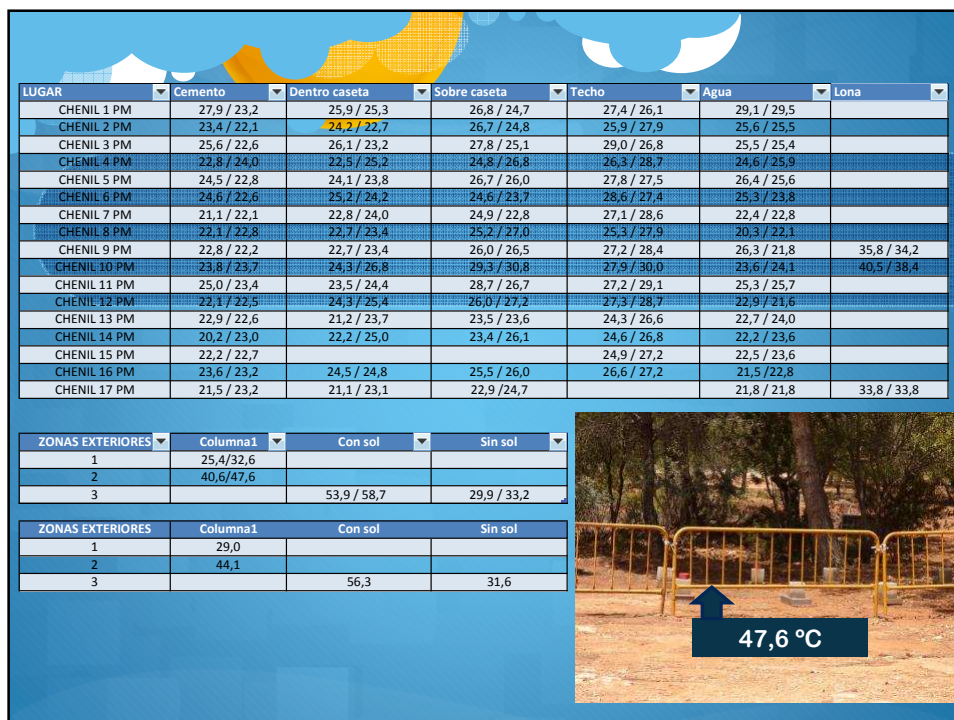 LUGAR Cemento Dentro caseta Sobre caseta Techo Agua Lona
CHENIL 1 PM 27,9 / 23,2 25,9 / 25,3 26,8 / 24,7 27,4 / 26,1 29,1 / 29,5
CHENIL 2 PM 23,4 / 22,1 24,2 / 22,7 26,7 / 24,8 25,9 / 27,9 25,6 / 25,5
CHENIL 3 PM 25,6 / 22,6 26,1 / 23,2 27,8 / 25,1 29,0 / 26,8 25,5 / 25,4
CHENIL 4 PM 22,8 / 24,0 22,5 / 25,2 24,8 / 26,8 26,3 / 28,7 24,6 / 25,9
CHENIL 5 PM 24,5 / 22,8 24,1 / 23,8 26,7 / 26,0 27,8 / 27,5 26,4 / 25,6
CHENIL 6 PM 24,6 / 22,6 25,2 / 24,2 24,6 / 23,7 28,6 / 27,4 25,3 / 23,8
CHENIL 7 PM 21,1 / 22,1 22,8 / 24,0 24,9 / 22,8 27,1 / 28,6 22,4 / 22,8
CHENIL 8 PM 22,1 / 22,8 22,7 / 23,4 25,2 / 27,0 25,3 / 27,9 20,3 / 22,1
CHENIL 9 PM 22,8 / 22,2 22,7 / 23,4 26,0 / 26,5 27,2 / 28,4 26,3 / 21,8 35,8 / 34,2
CHENIL 10 PM 23,8 / 23,7 24,3 / 26,8 29,3 / 30,8 27,9 / 30,0 23,6 / 24,1 40,5 / 38,4
CHENIL 11 PM 25,0 / 23,4 23,5 / 24,4 28,7 / 26,7 27,2 / 29,1 25,3 / 25,7
CHENIL 12 PM 22,1 / 22,5 24,3 / 25,4 26,0 / 27,2 27,3 / 28,7 22,9 / 21,6
CHENIL 13 PM 22,9 / 22,6 21,2 / 23,7 23,5 / 23,6 24,3 / 26,6 22,7 / 24,0
CHENIL 14 PM 20,2 / 23,0 22,2 / 25,0 23,4 / 26,1 24,6 / 26,8 22,2 / 23,6
CHENIL 15 PM 22,2 / 22,7 24,9 / 27,2 22,5 / 23,6
CHENIL 16 PM 23,6 / 23,2 24,5 / 24,8 25,5 / 26,0 26,6 / 27,2 21,5 /22,8
CHENIL 17 PM 21,5 / 23,2 21,1 / 23,1 22,9 /24,7 21,8 / 21,8 33,8 / 33,8
ZONAS EXTERIORES Columna1 Con sol Sin sol
1 25,4/32,6
2 40,6/47,6
3 53,9 / 58,7 29,9 / 33,2
ZONAS EXTERIORES Columna1 Con sol Sin sol
1 29,0
2 44,1
3 56,3 31,6
47,6 ºC